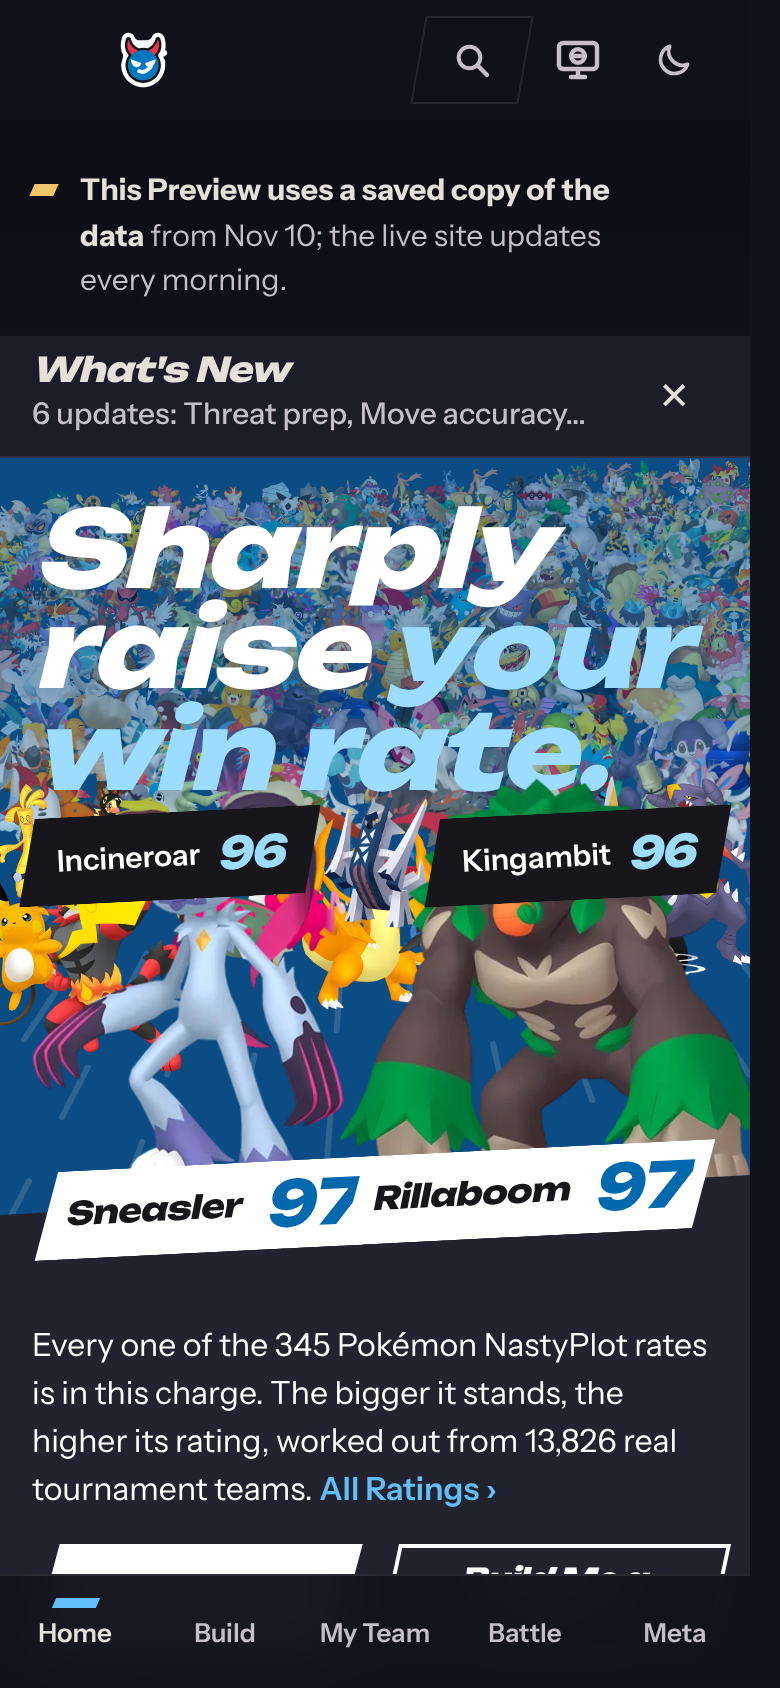 This Preview uses a saved copy of the
data from Nov 10; the live site updates
every morning.
What's New
6 updates: Threat prep, Move accuracy...
Sharply
raise your
win rate.
Incineroar 96
Kingambit 96
Sneasler 97
Rillaboom 97
Every one of the 345 Pokémon NastyPlot rates
is in this charge. The bigger it stands, the
higher its rating, worked out from 13,826 real
tournament teams. All Ratings ›
Build Me a
Home
Build
My Team
Battle
Meta